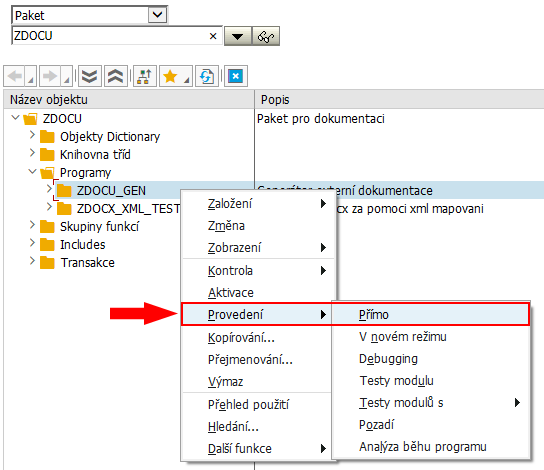 Paket
ZDOCU
Název objektu Popis
ZDOCU Paket pro dokumentaci
Objekty Dictionary
Knihovna tříd
Programy
ZDOCU_GEN Generátor externí dokumentace
ZDOCX_XML_TEST cx za pomoci xml mapovani
Skupiny funkcí
Includes
Transakce
Založení
Změna
Zobrazení
Kontrola
Aktivace
Provedení
Kopírování...
Přejmenování...
Výmaz
Přehled použití
Hledání...
Další funkce
Přímo
V novém režimu
Debugging
Testy modulu
Testy modulů s
Pozadí
Analýza běhu programu